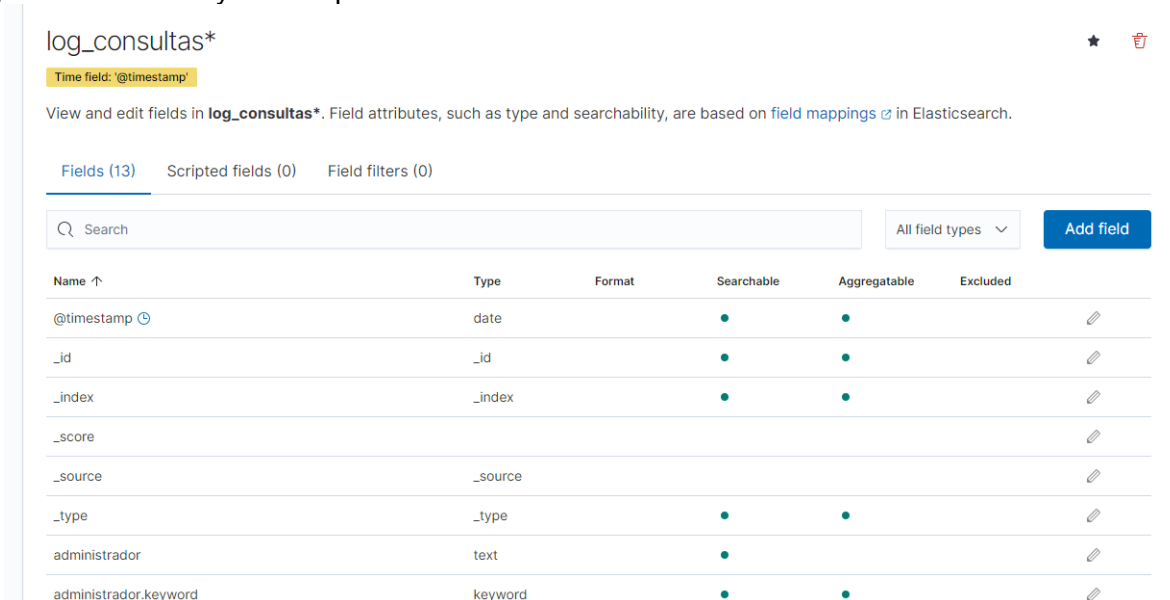 log_consultas*
Time field: '@timestamp'
View and edit fields in log_consultas*. Field attributes, such as type and searchability, are based on field mappings in Elasticsearch.
Fields (13) Scripted fields (0) Field filters (0)
Search All field types Add field
Name Type Format Searchable Aggregatable Excluded
@timestamp date
_id _id
_index _index
_score
_source _source
_type _type
administrador text
administrador.keyword keyword